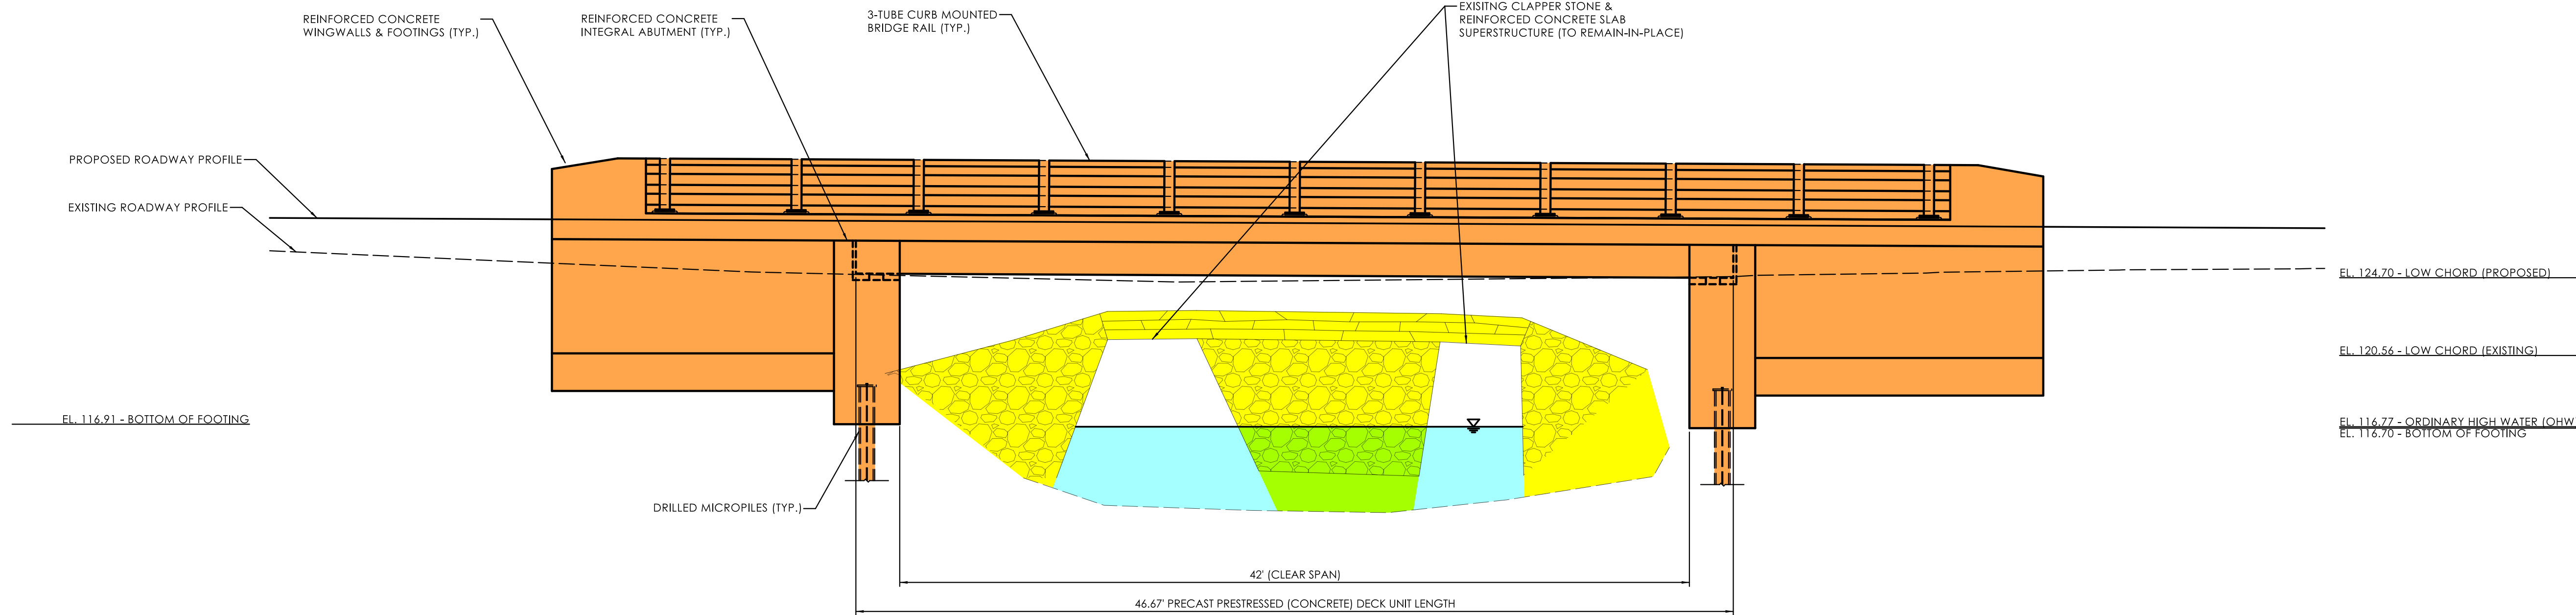 REINFORCED CONCRETE
WINGWALLS & FOOTINGS (TYP.)
REINFORCED CONCRETE
INTEGRAL ABUTMENT (TYP.)
3-TUBE CURB MOUNTED
BRIDGE RAIL (TYP.)
EXISITNG CLAPPER STONE &
REINFORCED CONCRETE SLAB
SUPERSTRUCTURE (TO REMAIN-IN-PLACE)
PROPOSED ROADWAY PROFILE
EXISTING ROADWAY PROFILE
EL. 124.70 - LOW CHORD (PROPOSED)
EL. 120.56 - LOW CHORD (EXISTING)
EL. 116.91 - BOTTOM OF FOOTING
EL. 116.77 - ORDINARY HIGH WATER (OHW
EL. 116.70 - BOTTOM OF FOOTING
DRILLED MICROPILES (TYP.)
42' (CLEAR SPAN)
46.67' PRECAST PRESTRESSED (CONCRETE) DECK UNIT LENGTH